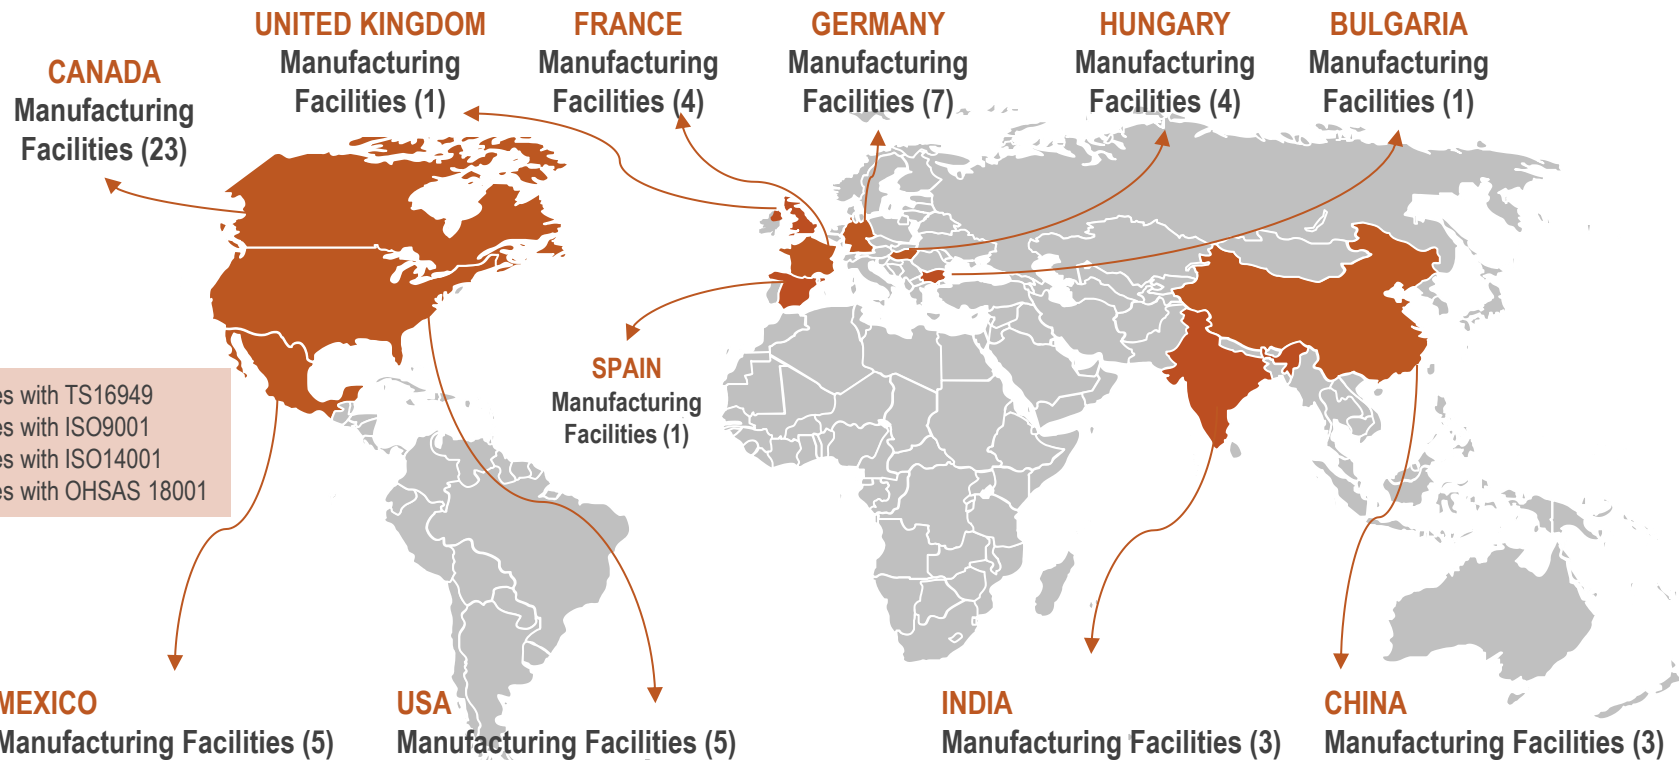 UNITED KINGDOM
Manufacturing
Facilities (1)
FRANCE
Manufacturing
Facilities (4)
GERMANY
Manufacturing
Facilities (7)
HUNGARY
Manufacturing
Facilities (4)
BULGARIA
Manufacturing
Facilities (1)
CANADA
Manufacturing
Facilities (23)
SPAIN
Manufacturing
Facilities (1)
es with TS16949
es with ISO9001
es with ISO14001
es with OHSAS 18001
MEXICO
Manufacturing Facilities (5)
USA
Manufacturing Facilities (5)
INDIA
Manufacturing Facilities (3)
CHINA
Manufacturing Facilities (3)